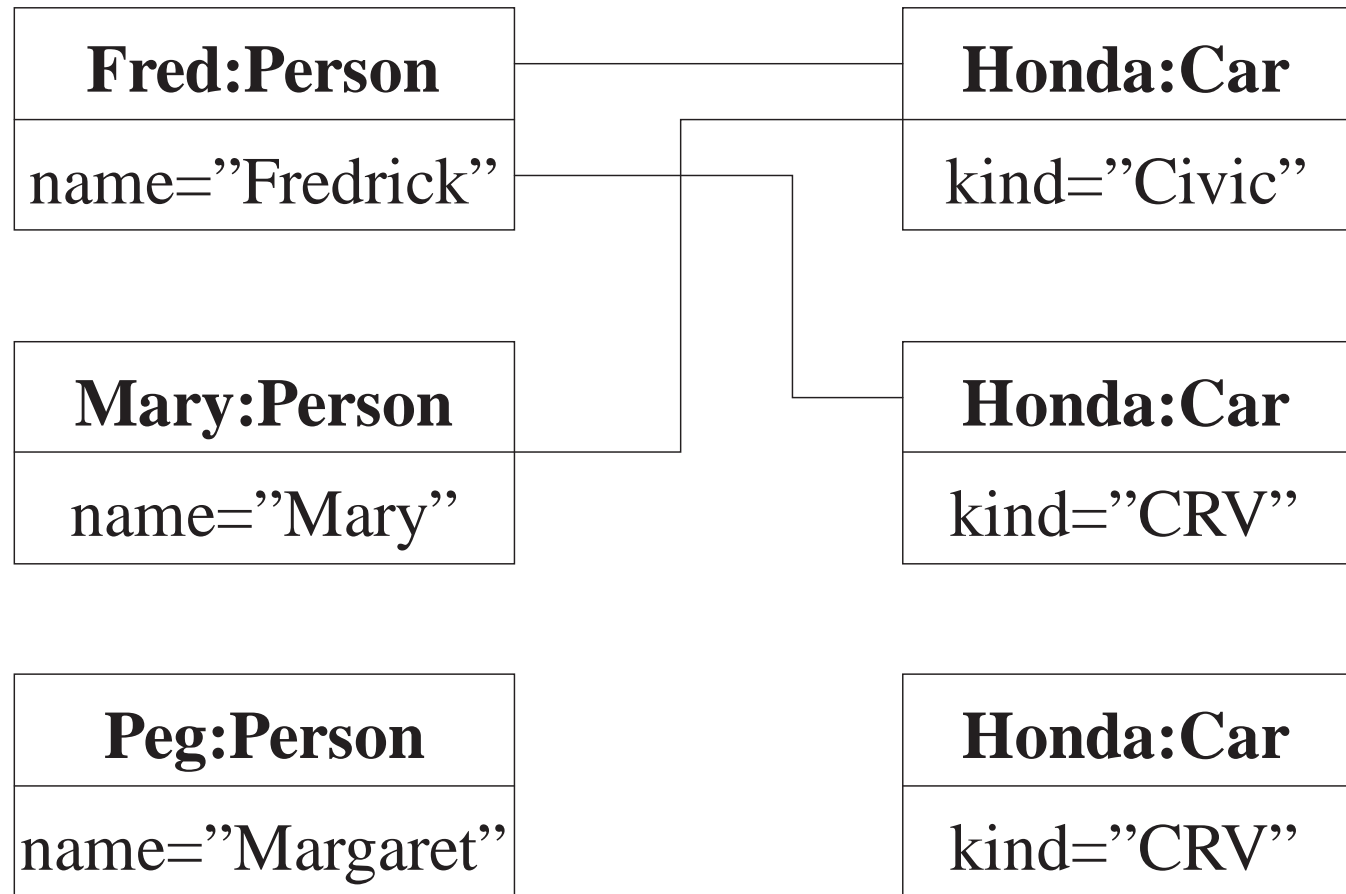 Fred:Person
name=”Fredrick”
Honda:Car
kind=”Civic”
Mary:Person
name=”Mary”
Honda:Car
kind=”CRV”
Peg:Person
name=”Margaret”
Honda:Car
kind=”CRV”